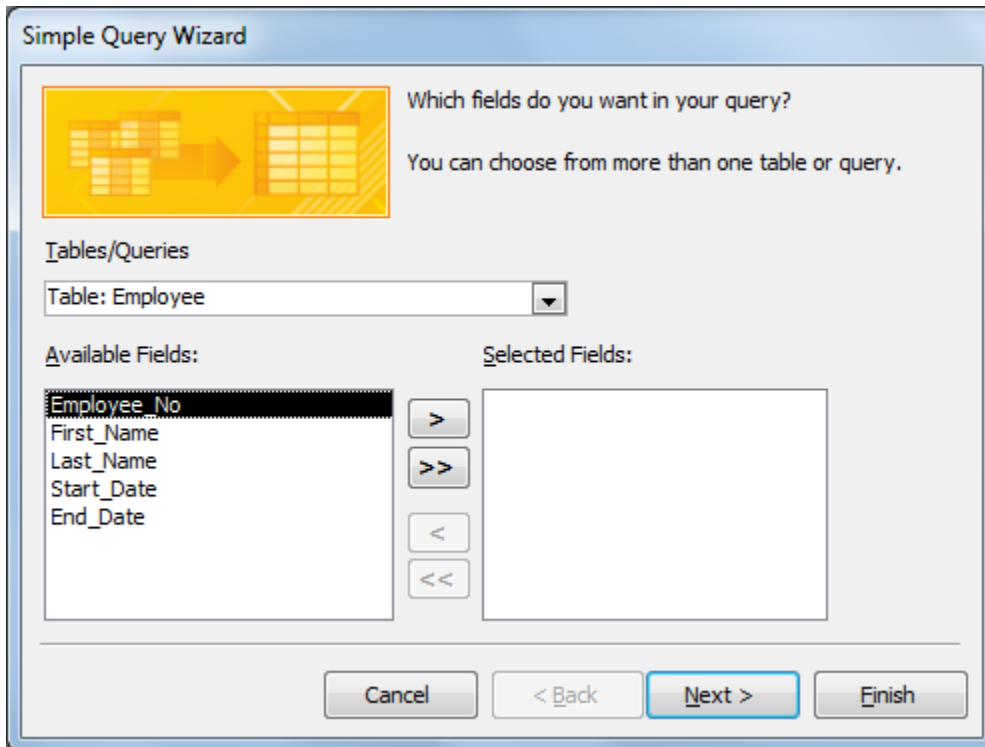 Simple Query Wizard
Which fields do you want in your query?
You can choose from more than one table or query.
Tables/Queries
Table: Employee
Available Fields:
Selected Fields:
Employee_No
First_Name
Last_Name
Start_Date
End_Date
>
>>
<
<<
Cancel
< Back
Next >
Finish